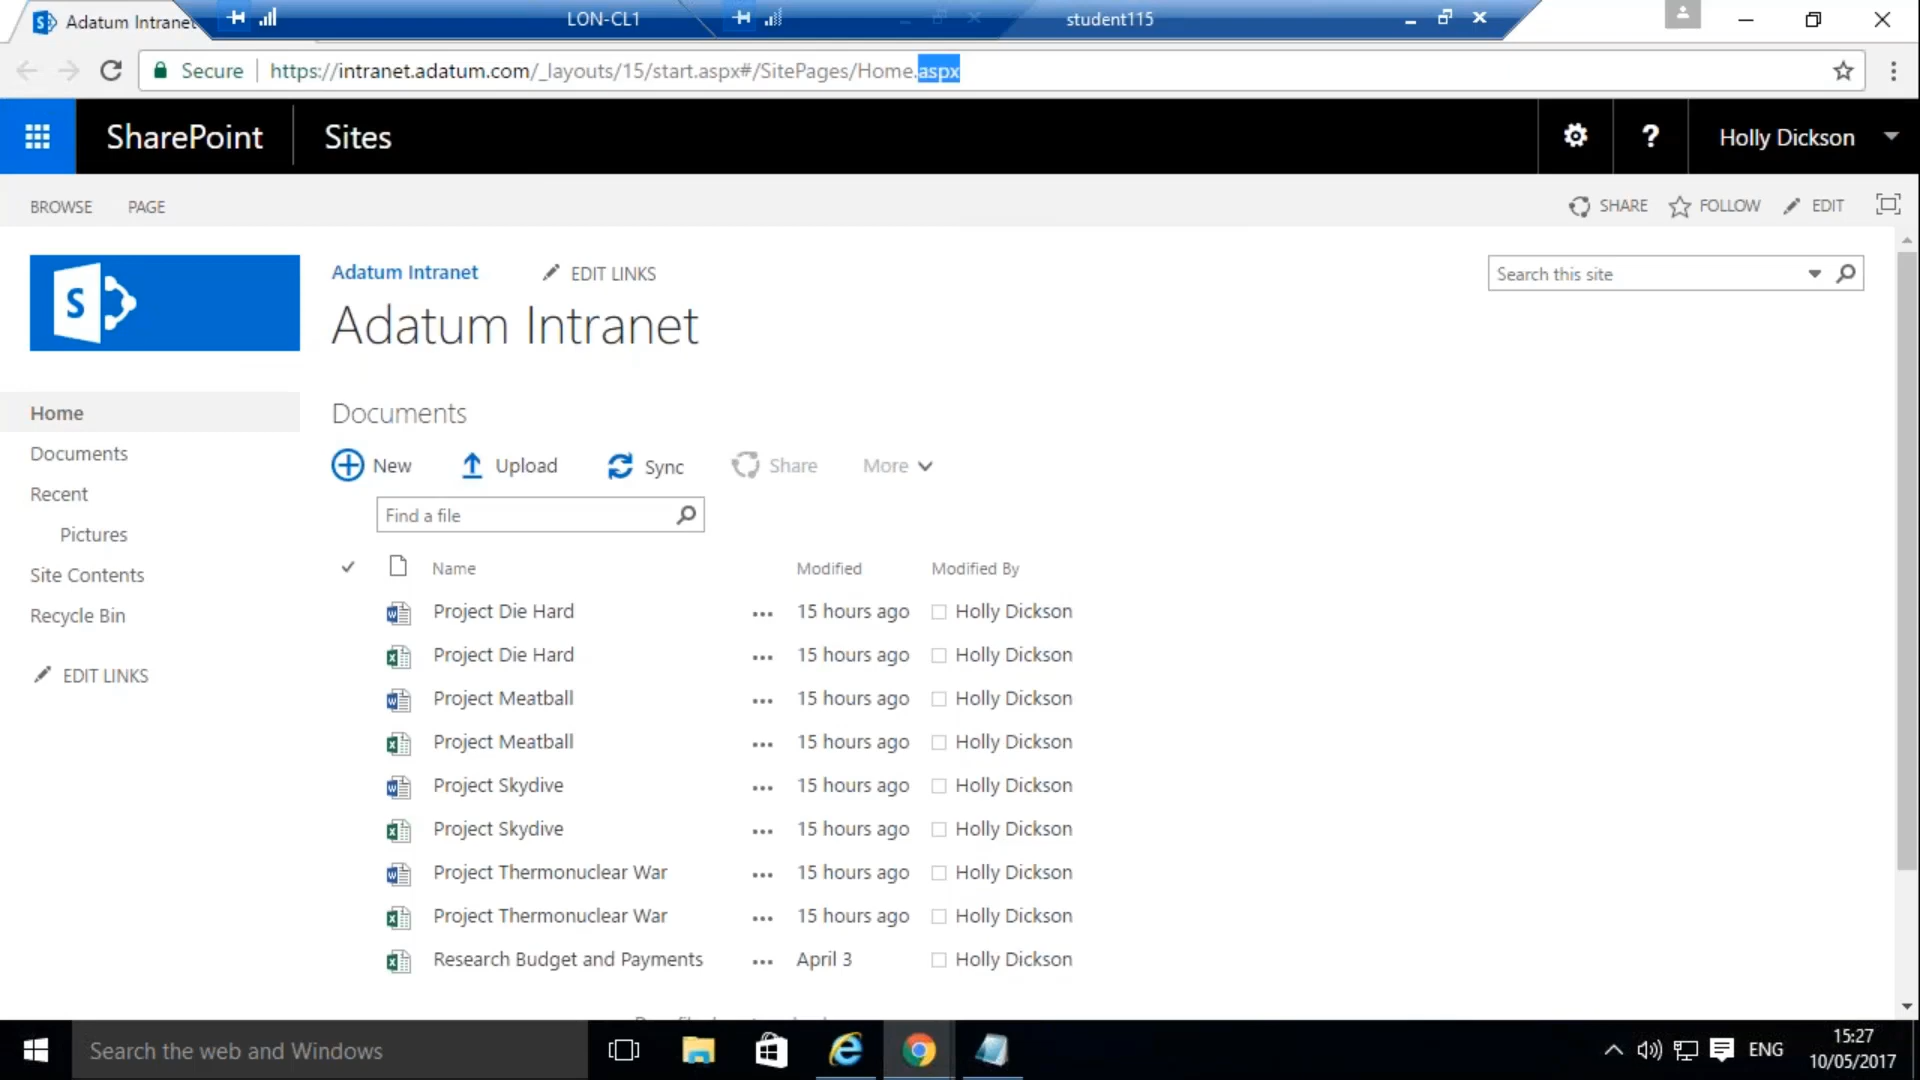 Adatum Intranet
LON-CL1
student115
Secure
https://intranet.adatum.com/_layouts/15/start.aspx#/SitePages/Home.aspx
SharePoint
Sites
?
Holly Dickson
BROWSE
PAGE
SHARE
FOLLOW
EDIT
S
Adatum Intranet
EDIT LINKS
Search this site
Adatum Intranet
Home
Documents
Recent
Pictures
Site Contents
Recycle Bin
EDIT LINKS
Documents
New
Upload
Sync
Share
More
Find a file
Name Modified Modified By
Project Die Hard ... 15 hours ago Holly Dickson
Project Die Hard ... 15 hours ago Holly Dickson
Project Meatball ... 15 hours ago Holly Dickson
Project Meatball ... 15 hours ago Holly Dickson
Project Skydive ... 15 hours ago Holly Dickson
Project Skydive ... 15 hours ago Holly Dickson
Project Thermonuclear War ... 15 hours ago Holly Dickson
Project Thermonuclear War ... 15 hours ago Holly Dickson
Research Budget and Payments ... April 3 Holly Dickson
Search the web and Windows
ENG
15:27
10/05/2017